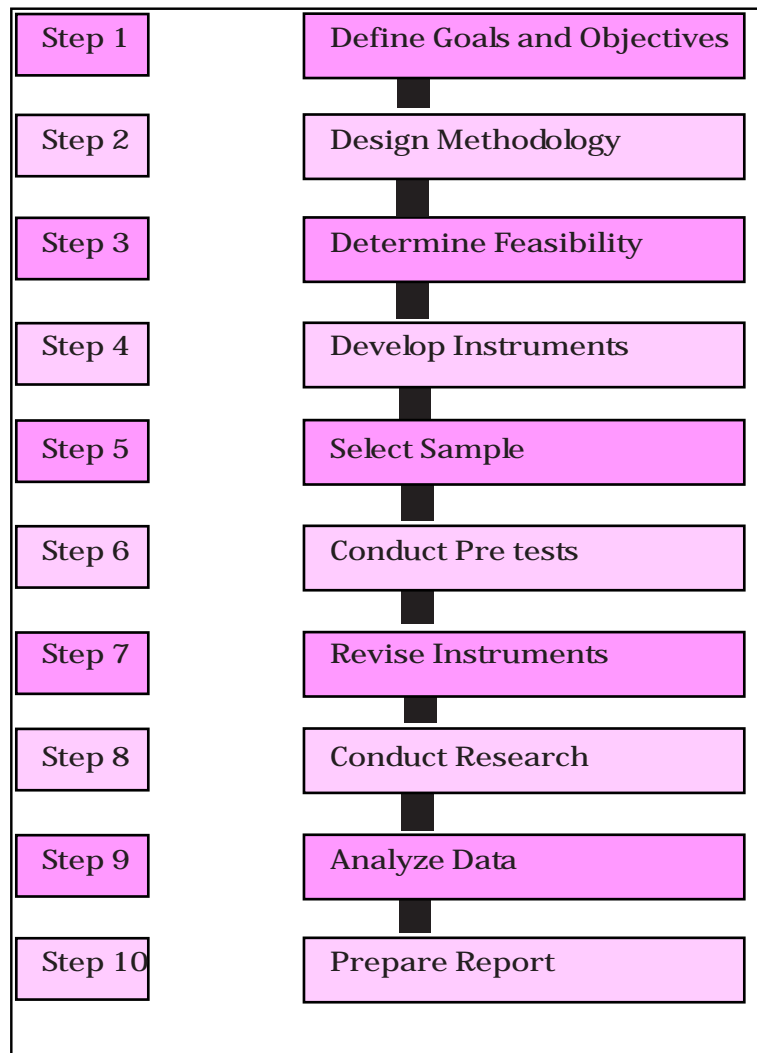 Step 1 Define Goals and Objectives
Step 2 Design Methodology
Step 3 Determine Feasibility
Step 4 Develop Instruments
Step 5 Select Sample
Step 6 Conduct Pre tests
Step 7 Revise Instruments
Step 8 Conduct Research
Step 9 Analyze Data
Step 10 Prepare Report